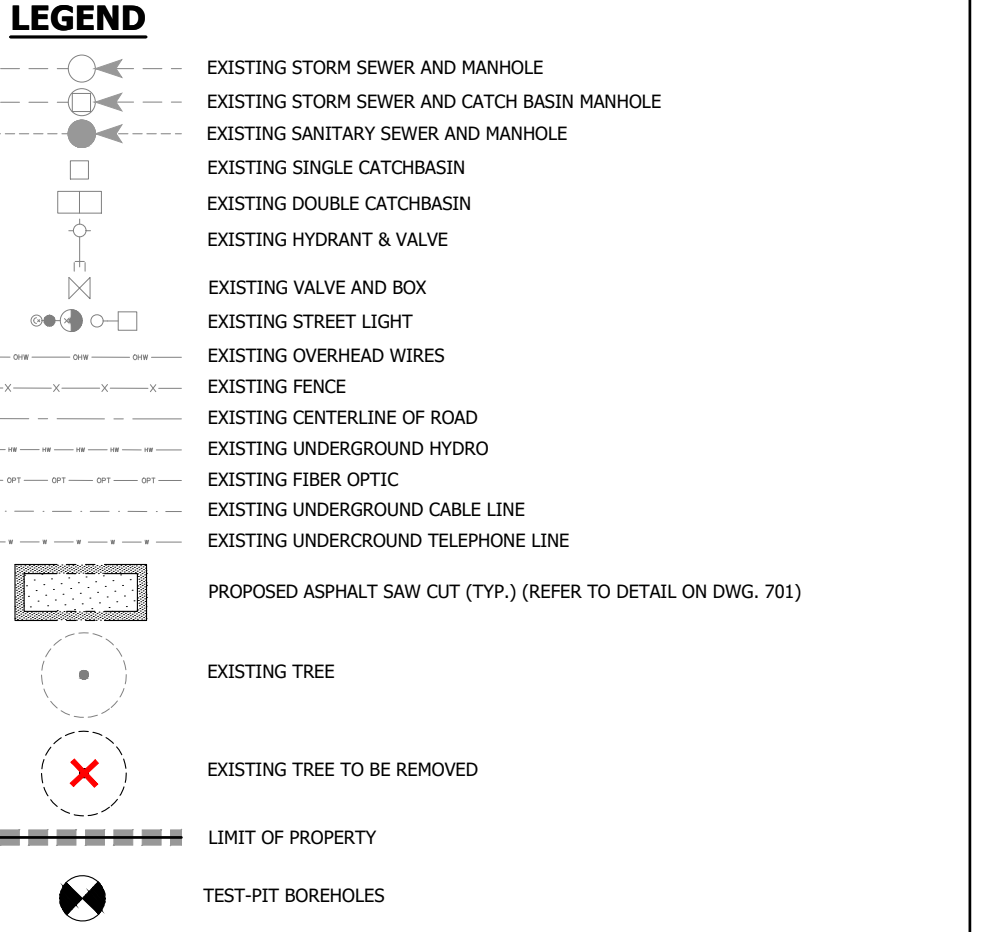 LEGEND
EXISTING STORM SEWER AND MANHOLE
EXISTING STORM SEWER AND CATCH BASIN MANHOLE
EXISTING SANITARY SEWER AND MANHOLE
EXISTING SINGLE CATCHBASIN
EXISTING DOUBLE CATCHBASIN
EXISTING HYDRANT & VALVE
EXISTING VALVE AND BOX
EXISTING STREET LIGHT
OHW OHW OHW EXISTING OVERHEAD WIRES
X X X X EXISTING FENCE
EXISTING CENTERLINE OF ROAD
HW HW HW HW HW EXISTING UNDERGROUND HYDRO
OPT OPT OPT OPT EXISTING FIBER OPTIC
EXISTING UNDERGROUND CABLE LINE
W W W W W EXISTING UNDERCROUND TELEPHONE LINE
PROPOSED ASPHALT SAW CUT (TYP.) (REFER TO DETAIL ON DWG. 701)
EXISTING TREE
EXISTING TREE TO BE REMOVED
LIMIT OF PROPERTY
TEST-PIT BOREHOLES